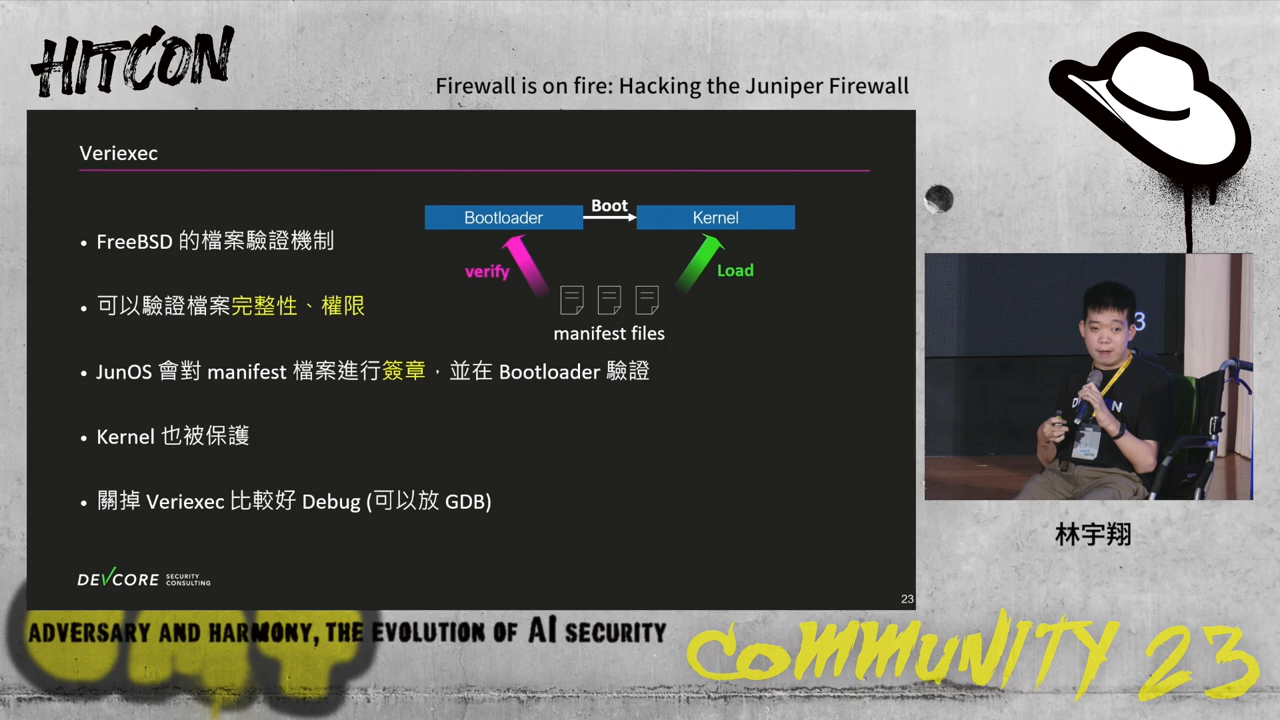 HITCON
Firewall is on fire: Hacking the Juniper Firewall
Veriexec
Bootloader
Boot
Kernel
verify
Load
manifest files
• FreeBSD 的檔案驗證機制
• 可以驗證檔案完整性、權限
• JunOS 會對 manifest 檔案進行簽章，並在 Bootloader 驗證
• Kernel 也被保護
• 關掉 Veriexec 比較好 Debug (可以放 GDB)
DEVCORE SECURITY CONSULTING
23
3
林宇翔
ADVERSARY AND HARMONY, THE EVOLUTION OF AI SECURITY
COMMUNITY 23